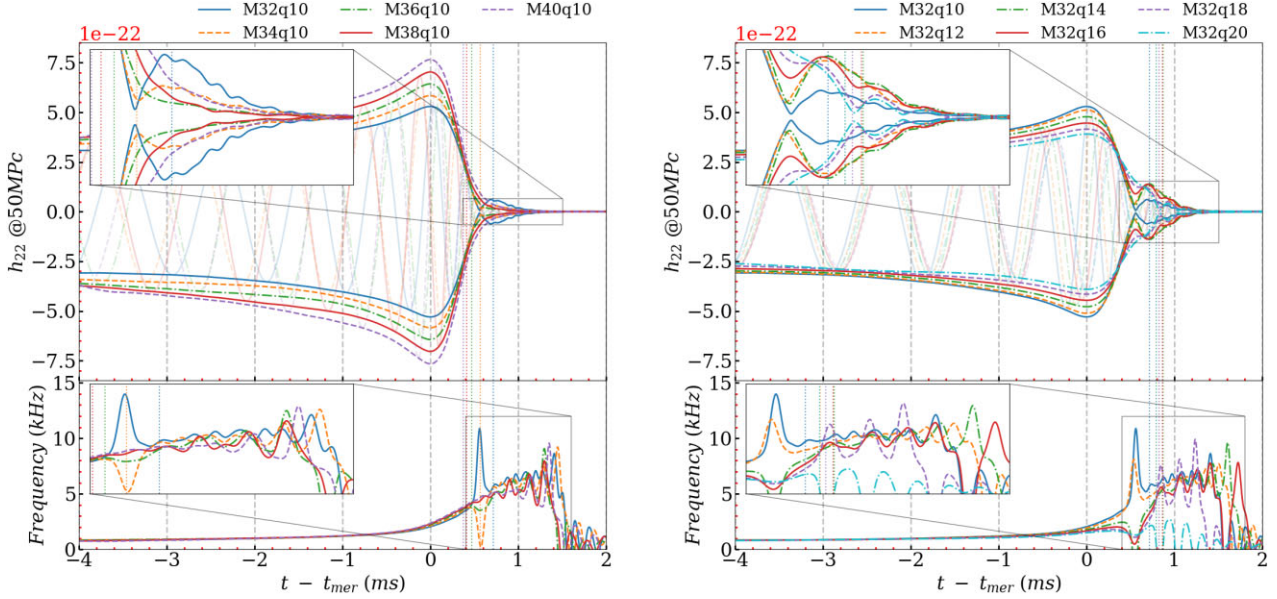 M32q10 M36q10 M40q10
M34q10 M38q10
1e−22
7.5
5.0
2.5
0.0
−2.5
−5.0
−7.5
h22 @50MPc
15
10
5
0
Frequency (kHz)
−4 −3 −2 −1 0 1 2
t − tmer (ms)
M32q10 M32q14 M32q18
M32q12 M32q16 M32q20
1e−22
7.5
5.0
2.5
0.0
−2.5
−5.0
−7.5
h22 @50MPc
15
10
5
0
Frequency (kHz)
−4 −3 −2 −1 0 1 2
t − tmer (ms)